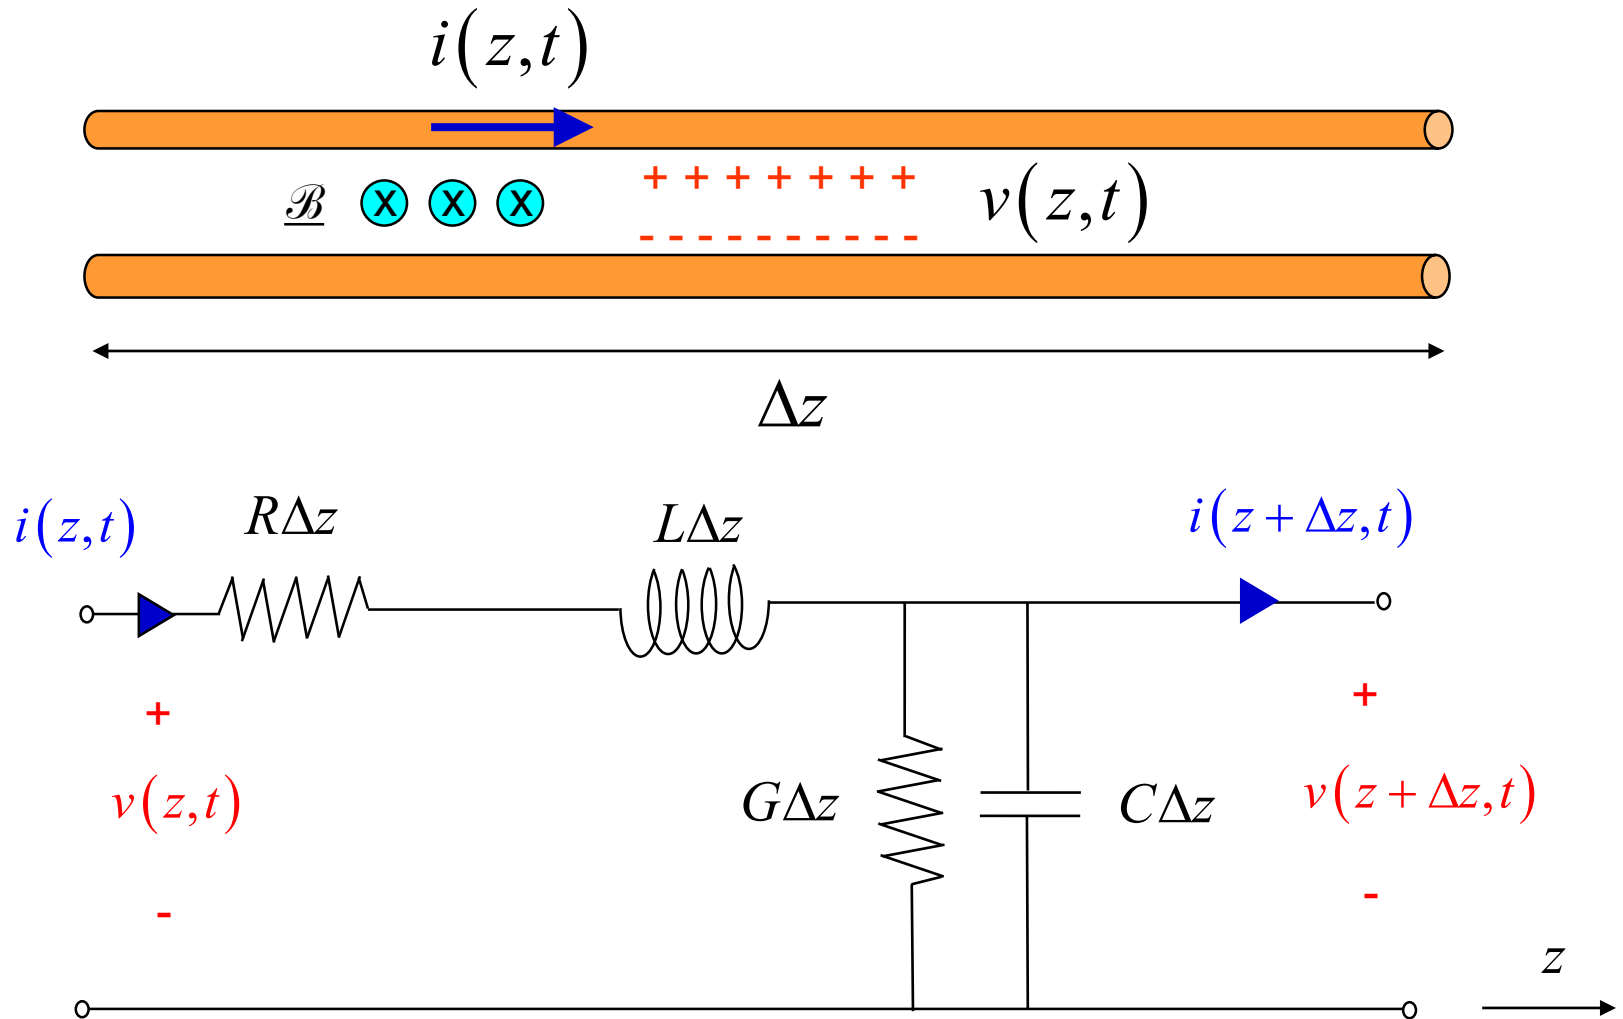 i(z,t)
ℬ X X X + + + + + + + v(z,t)
- - - - - - - - - -
Δz
i(z,t) RΔz LΔz i(z + Δz,t)
+ +
v(z,t) GΔz CΔz v(z + Δz,t)
- -
z